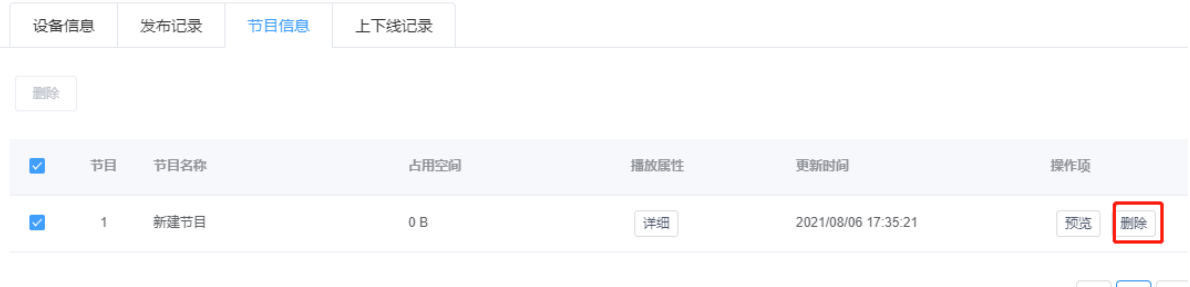 设备信息 发布记录 节目信息 上下线记录
删除
节目 节目名称 占用空间 播放属性 更新时间 操作项
1 新建节目 0 B 详细 2021/08/06 17:35:21 预览 删除